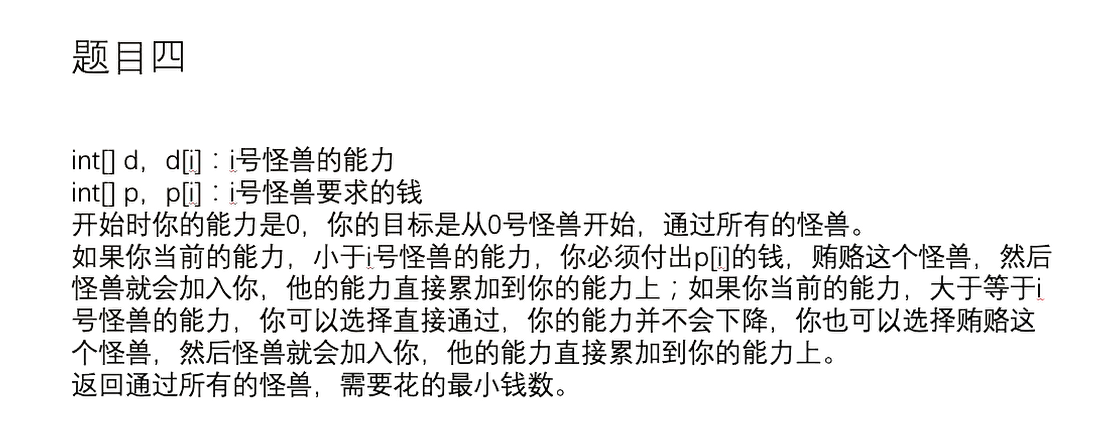 题目四
int[] d，d[i]：i号怪兽的能力
int[] p，p[i]：i号怪兽要求的钱
开始时你的能力是0，你的目标是从0号怪兽开始，通过所有的怪兽。
如果你当前的能力，小于i号怪兽的能力，你必须付出p[i]的钱，贿赂这个怪兽，然后
怪兽就会加入你，他的能力直接累加到你的能力上；如果你当前的能力，大于等于i
号怪兽的能力，你可以选择直接通过，你的能力并不会下降，你也可以选择贿赂这
个怪兽，然后怪兽就会加入你，他的能力直接累加到你的能力上。
返回通过所有的怪兽，需要花的最小钱数。